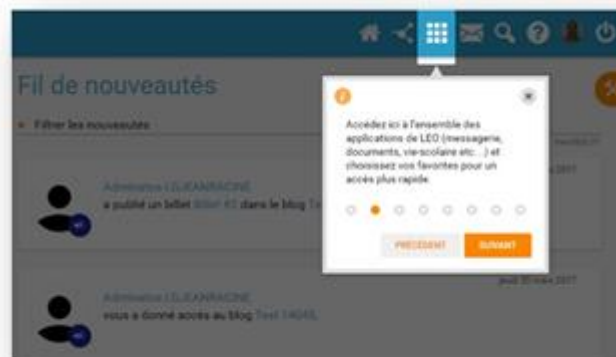 Fil de nouveautés
Filtrer les nouveautés
Accédez ici à l'ensemble des
applications de LEO (messagerie,
documents, vie-scolaire etc...) et
choisissez vos favorites pour un
accès plus rapide.
PRÉCÉDENT SUIVANT
a publié un billet dans le blog
LGJEANRACINE
vous a donné accès au blog Test
jeudi 30 mars 2017